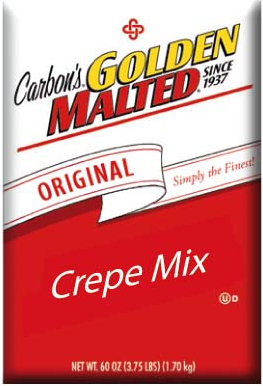 Carbon's GOLDEN
MALTED SINCE
1937
ORIGINAL
Simply the Finest!
Crepe Mix
U D
NET WT. 60 OZ (3.75 LBS) (1.70 kg)